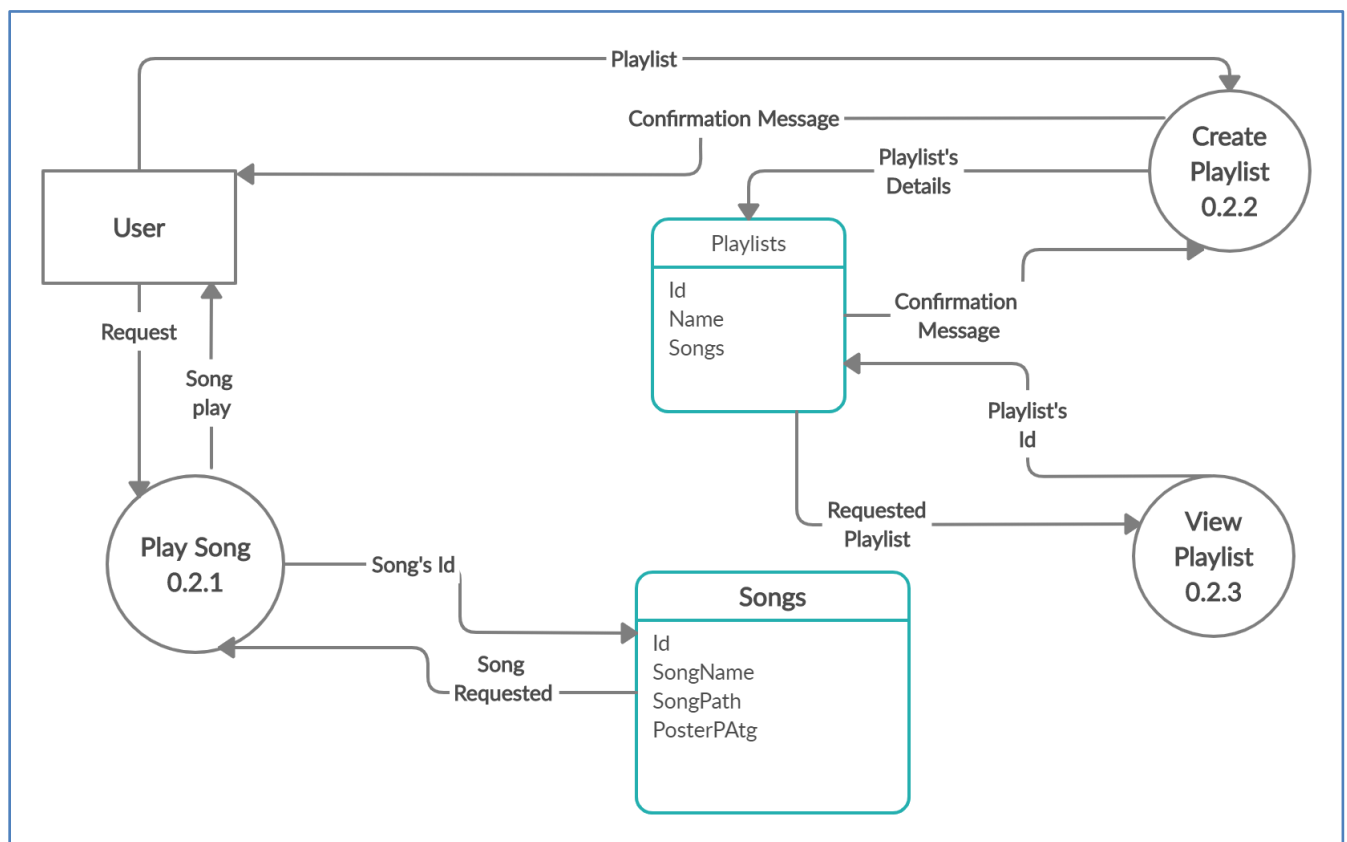 Playlist
Confirmation Message
Create
Playlist
0.2.2
Playlist's
Details
User
Playlists
Id
Name
Songs
Confirmation
Message
Request
Song
play
Playlist's
Id
Requested
Playlist
View
Playlist
0.2.3
Play Song
0.2.1
Song's Id
Songs
Id
SongName
SongPath
PosterPAtg
Song
Requested